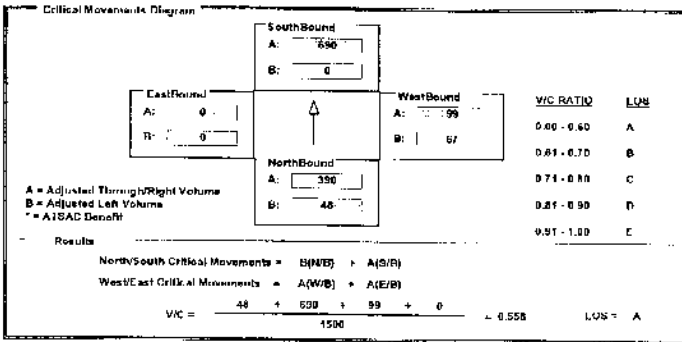 Critical Movements Diagram
SouthBound
A: 690
B: 0
EastBound
A: 0
B: 0
WestBound
A: 99
B: 67
NorthBound
A: 390
B: 48
V/C RATIO LOS
0.00 - 0.60 A
0.61 - 0.70 B
0.71 - 0.80 C
0.81 - 0.90 D
0.91 - 1.00 E
A = Adjusted Through/Right Volume
B = Adjusted Left Volume
* = ATSAC Benefit
Results
North/South Critical Movements = B(N/B) + A(S/B)
West/East Critical Movements = A(W/B) + A(E/B)
V/C = 48 + 690 + 99 + 0
1500
= 0.558 LOS = A